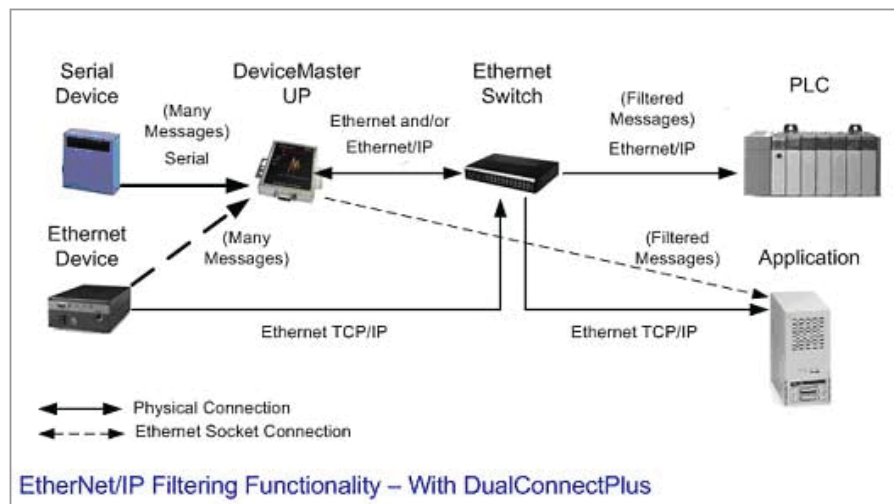 Serial
Device
DeviceMaster
UP
Ethernet
Switch
PLC
(Many
Messages)
Serial
Ethernet and/or
Ethernet/IP
(Filtered
Messages)
Ethernet/IP
Ethernet
Device
(Many
Messages)
(Filtered
Messages)
Application
Ethernet TCP/IP
Ethernet TCP/IP
Physical Connection
Ethernet Socket Connection
EtherNet/IP Filtering Functionality – With DualConnectPlus